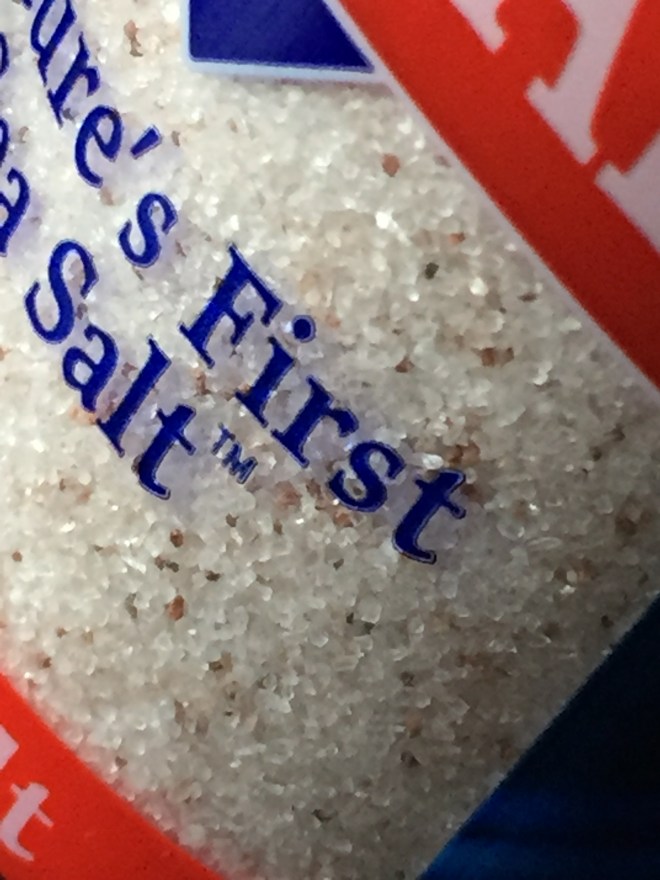 ure's First
a Salt™